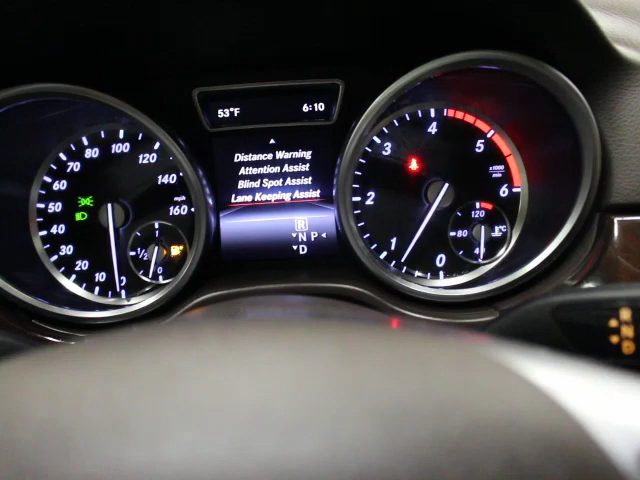 53°F 6:10
Distance Warning
Attention Assist
Blind Spot Assist
Lane Keeping Assist
R
N P
D
0
10
20
30
40
50
60
70
80
100
120
140
160
mph
1/2
0
0
1
2
3
4
5
6
x1000
min
80
120
°C